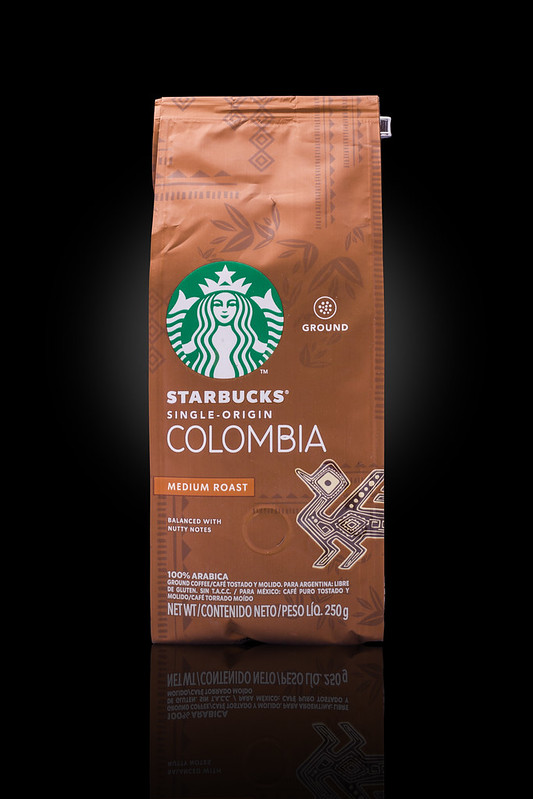 GROUND
TM
STARBUCKS®
SINGLE-ORIGIN
COLOMBIA
MEDIUM ROAST
BALANCED WITH
NUTTY NOTES
100% ARABICA
GROUND COFFEE/CAFÉ TOSTADO Y MOLIDO. PARA ARGENTINA: LIBRE
DE GLUTEN. SIN T.A.C.C. / PARA MÉXICO: CAFÉ PURO TOSTADO Y
MOLIDO/CAFÉ TORRADO MOÍDO
NET WT/CONTENIDO NETO/PESO LÍQ. 250g